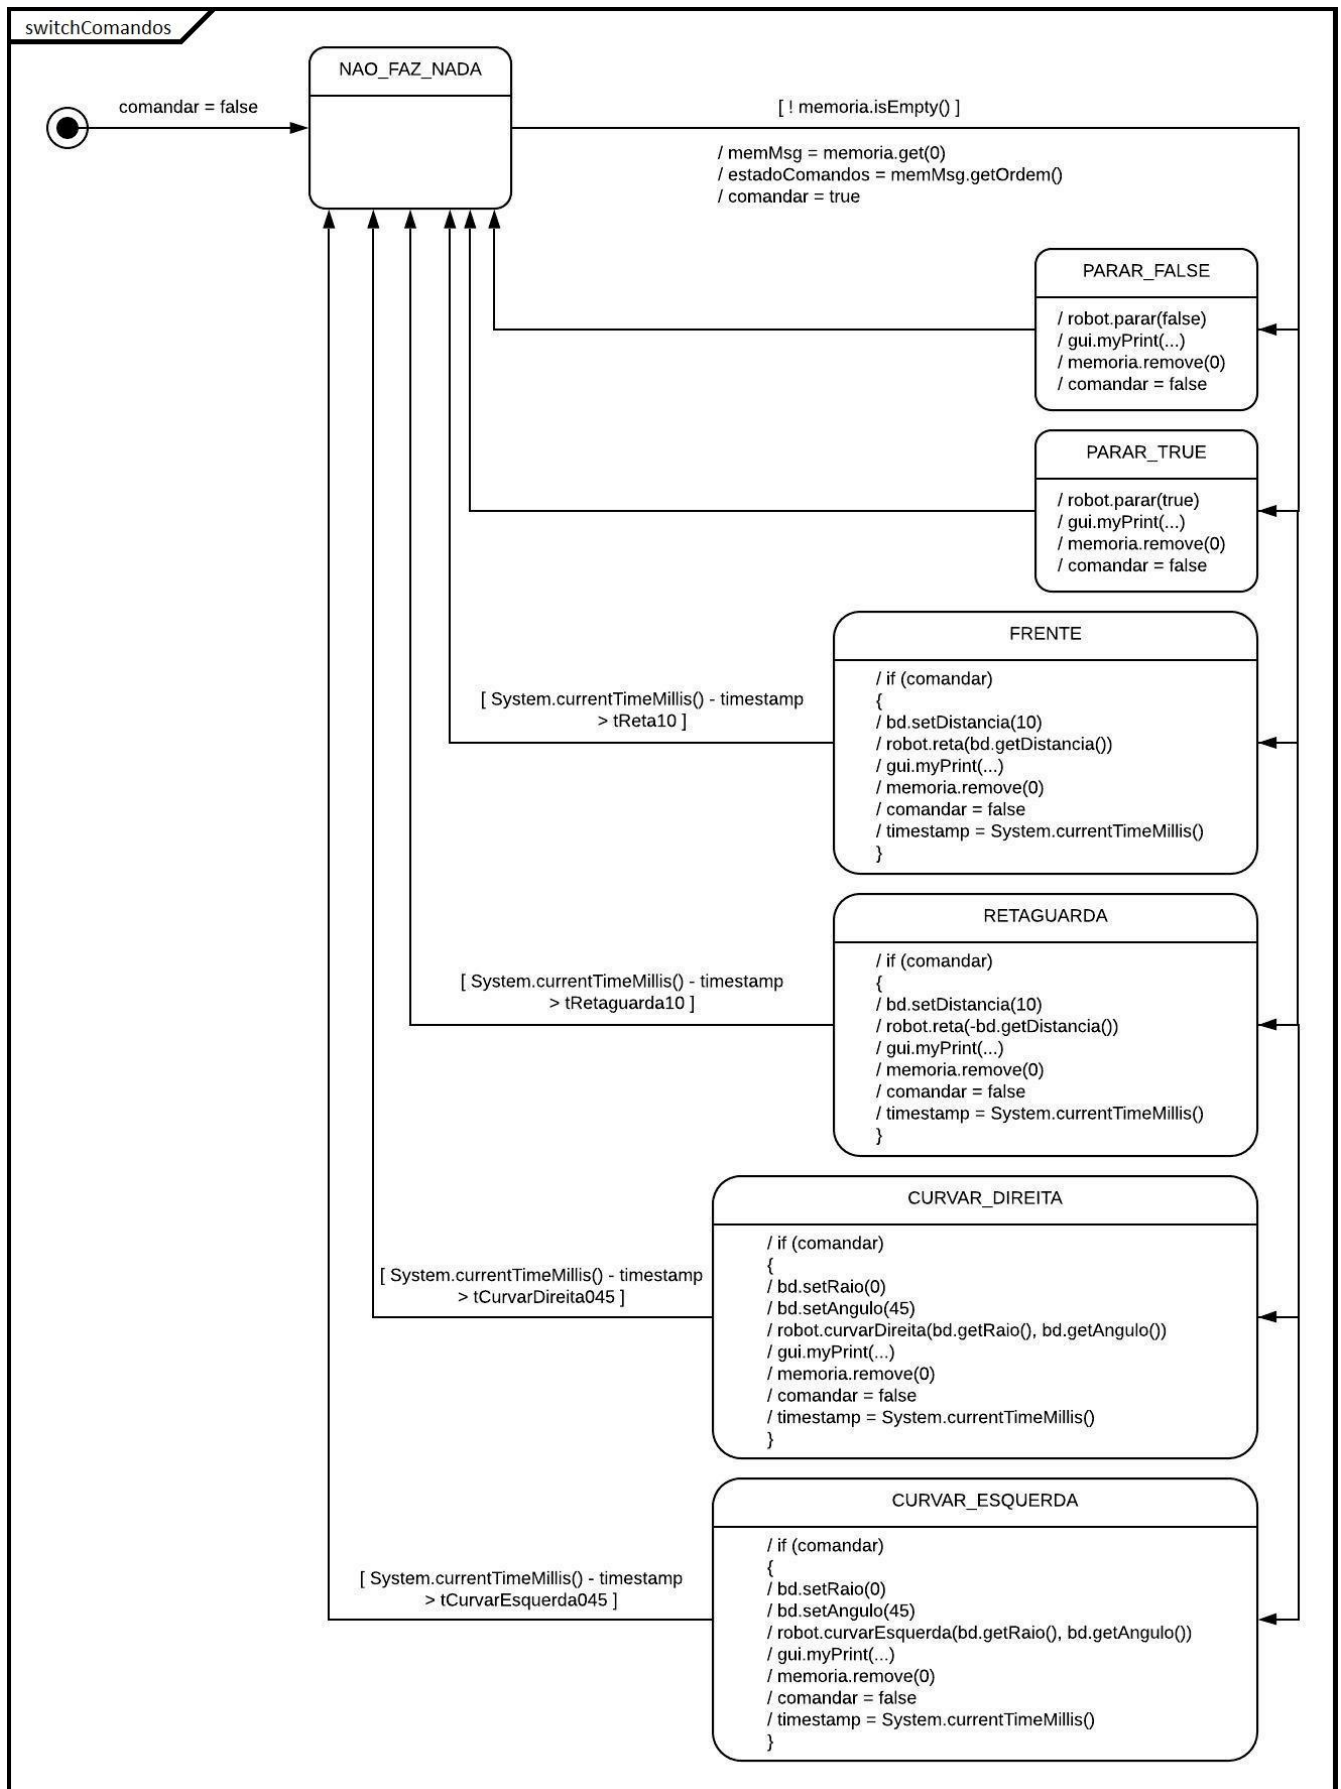 switchComandos
NAO_FAZ_NADA
comandar = false
[ ! memoria.isEmpty() ]
/ memMsg = memoria.get(0)
/ estadoComandos = memMsg.getOrdem()
/ comandar = true
PARAR_FALSE
/ robot.parar(false)
/ gui.myPrint(...)
/ memoria.remove(0)
/ comandar = false
PARAR_TRUE
/ robot.parar(true)
/ gui.myPrint(...)
/ memoria.remove(0)
/ comandar = false
FRENTE
/ if (comandar)
{
/ bd.setDistancia(10)
/ robot.reta(bd.getDistancia())
/ gui.myPrint(...)
/ memoria.remove(0)
/ comandar = false
/ timestamp = System.currentTimeMillis()
}
[ System.currentTimeMillis() - timestamp
> tReta10 ]
RETAGUARDA
/ if (comandar)
{
/ bd.setDistancia(10)
/ robot.reta(-bd.getDistancia())
/ gui.myPrint(...)
/ memoria.remove(0)
/ comandar = false
/ timestamp = System.currentTimeMillis()
}
[ System.currentTimeMillis() - timestamp
> tRetaguarda10 ]
CURVAR_DIREITA
/ if (comandar)
{
/ bd.setRaio(0)
/ bd.setAngulo(45)
/ robot.curvarDireita(bd.getRaio(), bd.getAngulo())
/ gui.myPrint(...)
/ memoria.remove(0)
/ comandar = false
/ timestamp = System.currentTimeMillis()
}
[ System.currentTimeMillis() - timestamp
> tCurvarDireita045 ]
CURVAR_ESQUERDA
/ if (comandar)
{
/ bd.setRaio(0)
/ bd.setAngulo(45)
/ robot.curvarEsquerda(bd.getRaio(), bd.getAngulo())
/ gui.myPrint(...)
/ memoria.remove(0)
/ comandar = false
/ timestamp = System.currentTimeMillis()
}
[ System.currentTimeMillis() - timestamp
> tCurvarEsquerda045 ]